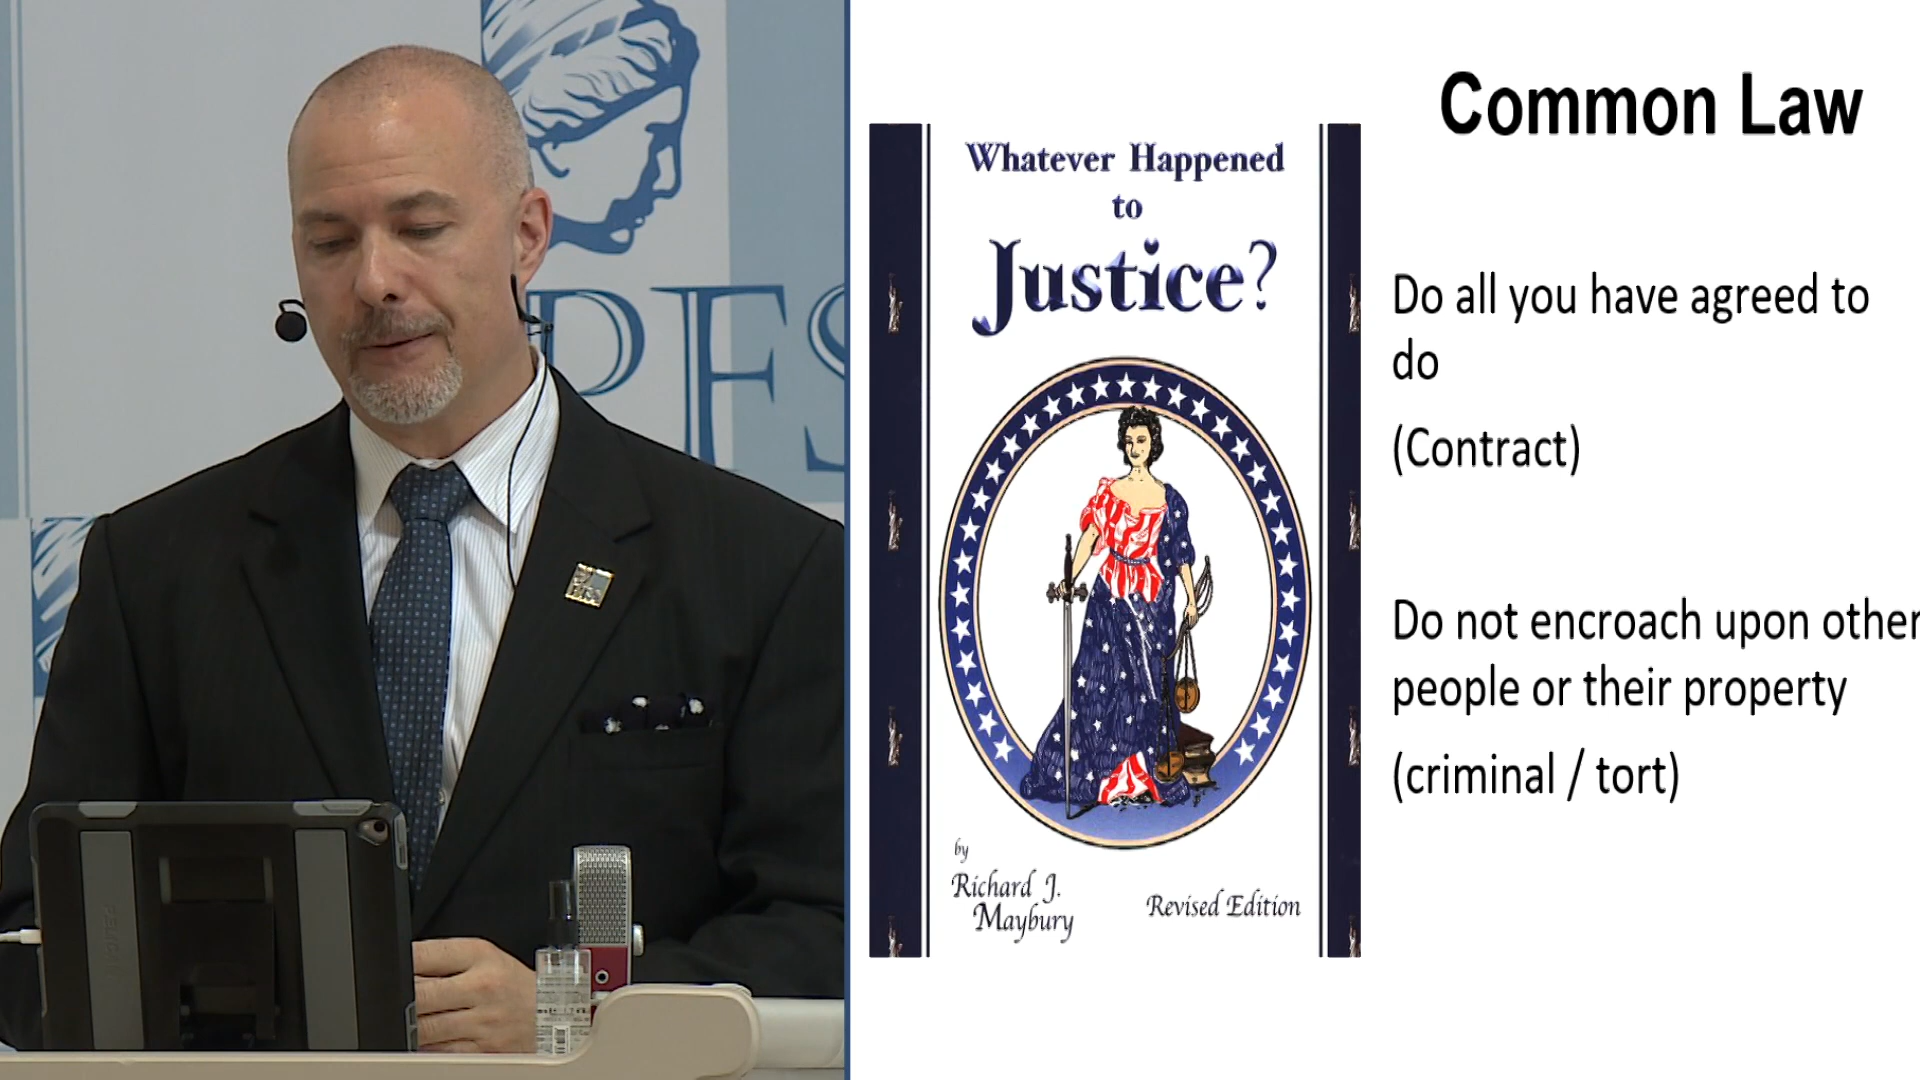 PFS
Common Law
Whatever Happened
to
Justice?
by
Richard J.
Maybury
Revised Edition
Do all you have agreed to
do
(Contract)
Do not encroach upon other
people or their property
(criminal / tort)